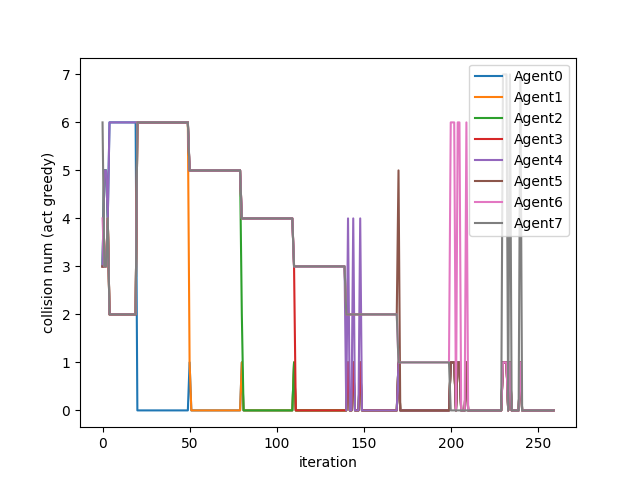 collision num (act greedy)
7
6
5
4
3
2
1
0
0
50
100
150
200
250
iteration
Agent0
Agent1
Agent2
Agent3
Agent4
Agent5
Agent6
Agent7